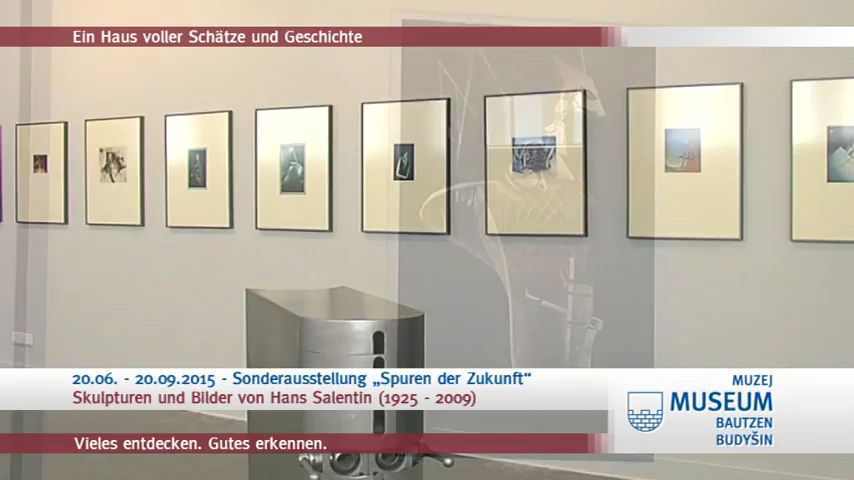 Ein Haus voller Schätze und Geschichte
20.06. - 20.09.2015 - Sonderausstellung „Spuren der Zukunft“
Skulpturen und Bilder von Hans Salentin (1925 - 2009)
MUZEJ
MUSEUM
BAUTZEN
BUDYŠIN
Vieles entdecken. Gutes erkennen.